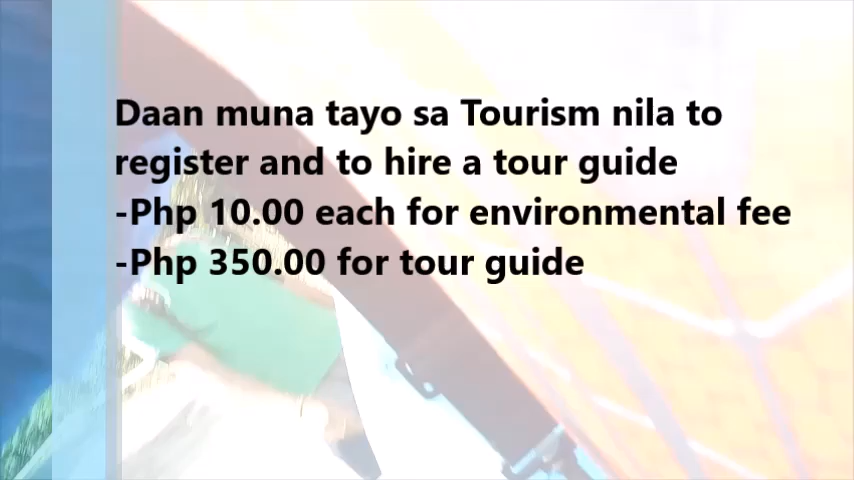 Daan muna tayo sa Tourism nila to
register and to hire a tour guide
-Php 10.00 each for environmental fee
-Php 350.00 for tour guide